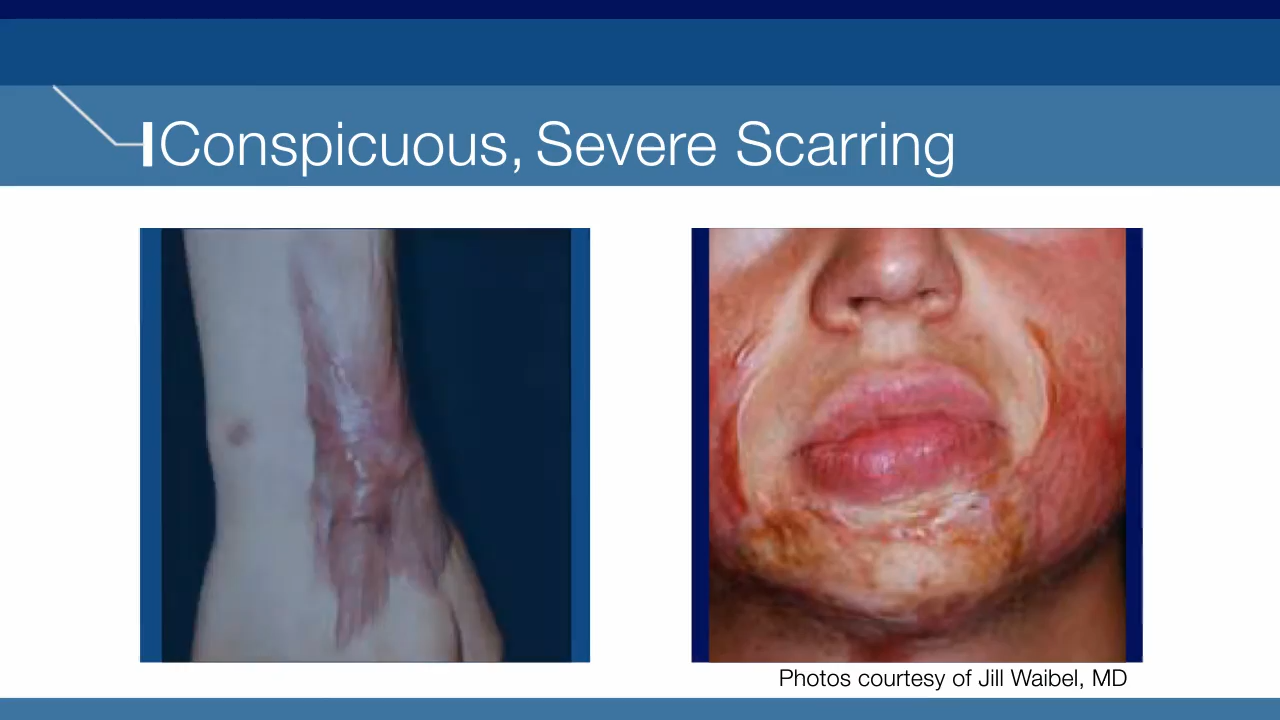 Conspicuous, Severe Scarring
Photos courtesy of Jill Waibel, MD